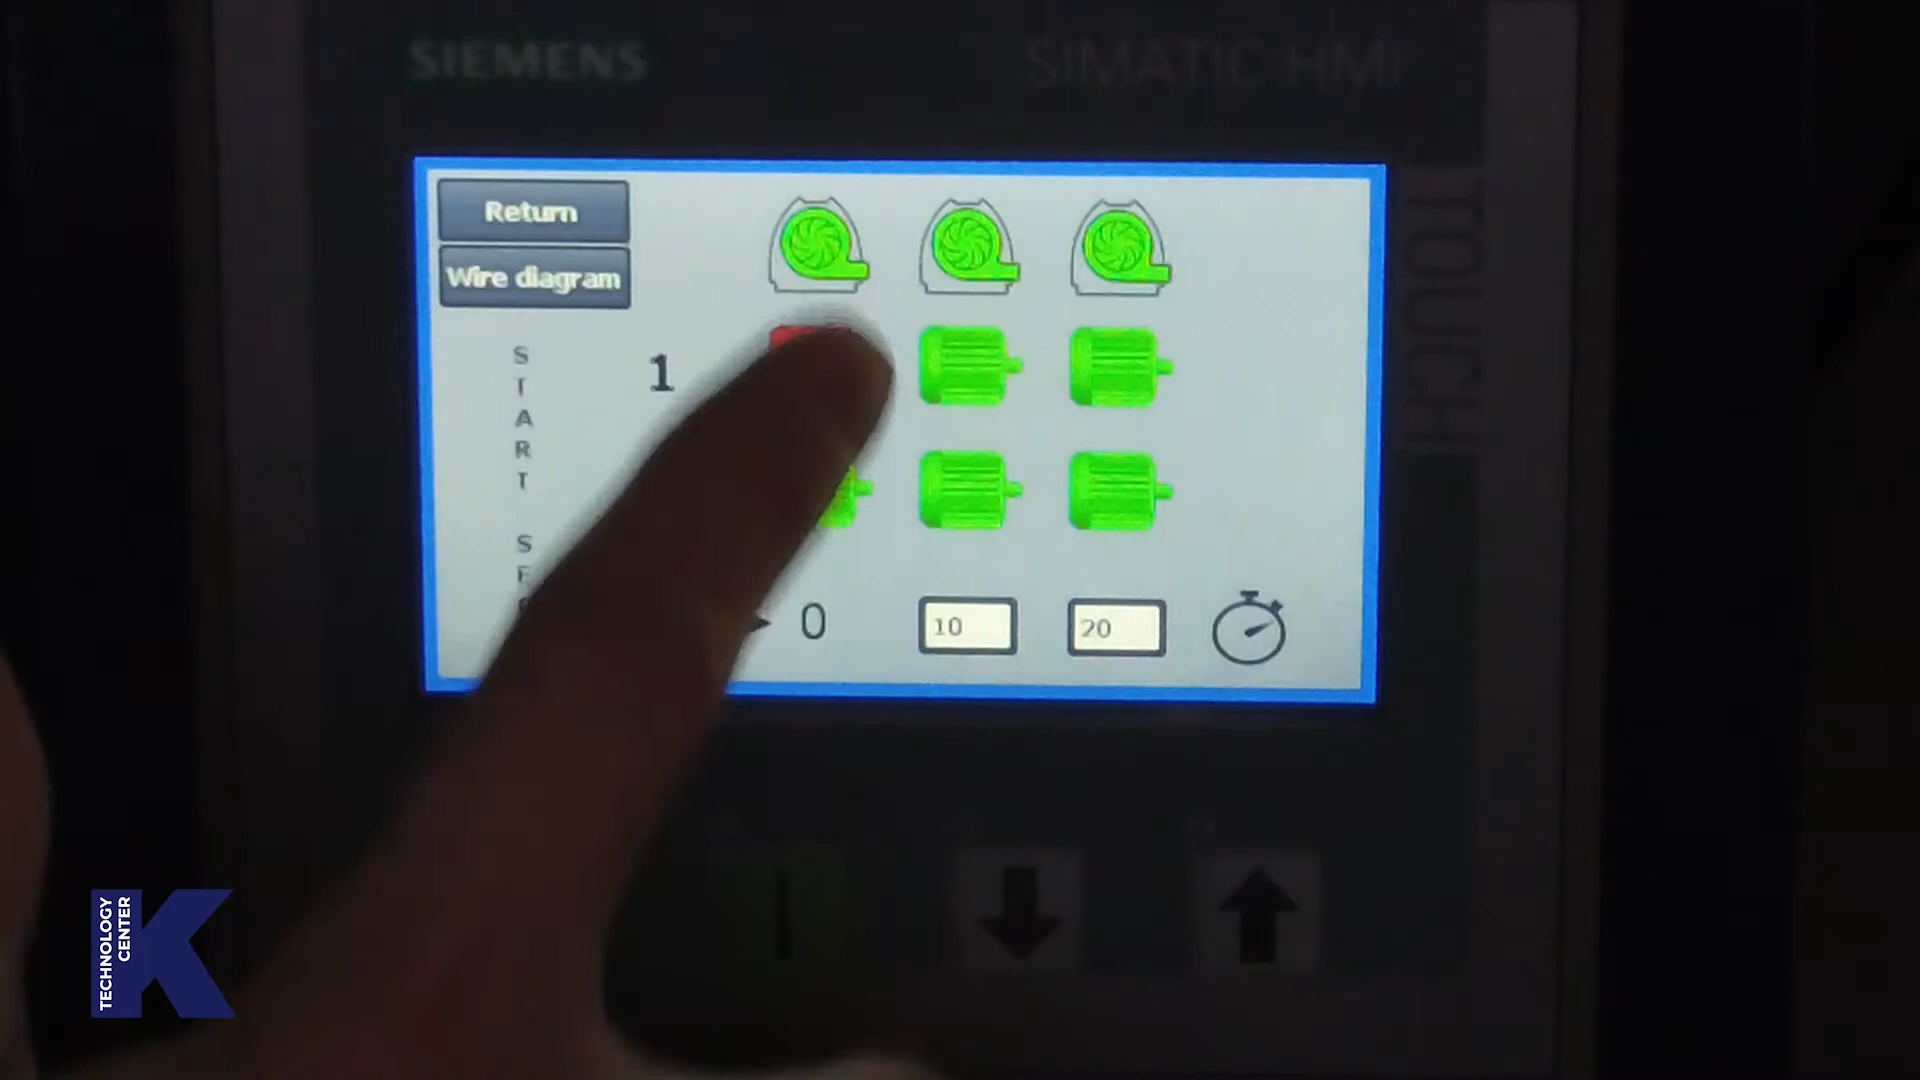 SIEMENS
SIMATIC HMI
TOUCH
Return
Wire diagram
S
T
A
R
T
S
E
1
0
10
20
TECHNOLOGY
CENTER
K